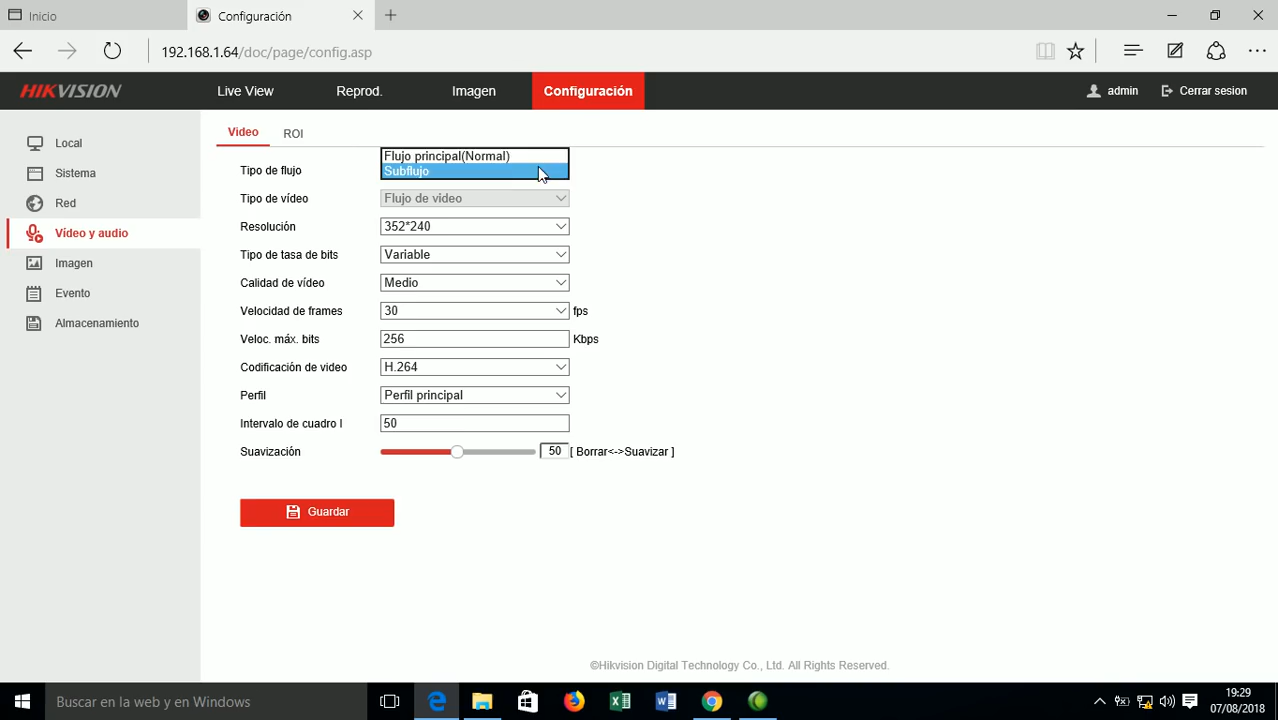 Inicio
Configuración
192.168.1.64/doc/page/config.asp
HIKVISION
Live View
Reprod.
Imagen
Configuración
admin
Cerrar sesion
Local
Sistema
Red
Vídeo y audio
Imagen
Evento
Almacenamiento
Video
ROI
Tipo de flujo
Flujo principal(Normal)
Subflujo
Tipo de vídeo
Flujo de video
Resolución
352*240
Tipo de tasa de bits
Variable
Calidad de vídeo
Medio
Velocidad de frames
30
fps
Veloc. máx. bits
256
Kbps
Codificación de video
H.264
Perfil
Perfil principal
Intervalo de cuadro I
50
Suavización
50
[ Borrar<->Suavizar ]
Guardar
©Hikvision Digital Technology Co., Ltd. All Rights Reserved.
Buscar en la web y en Windows
19:29
07/08/2018